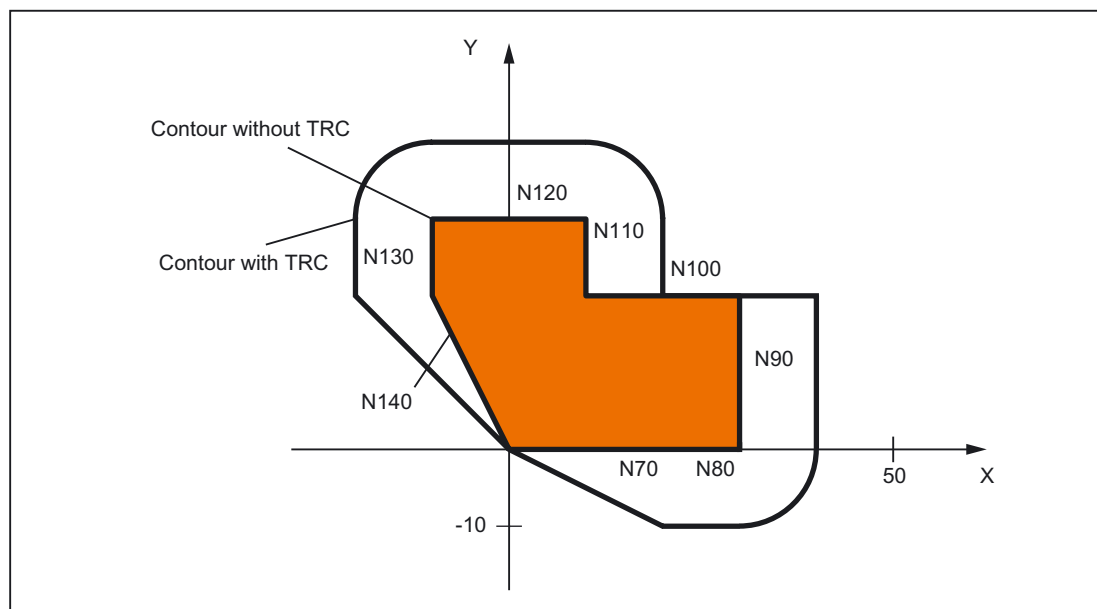 Y
Contour without TRC
N120
N110
Contour with TRC
N130
N100
N90
N140
N70
N80
50
X
-10